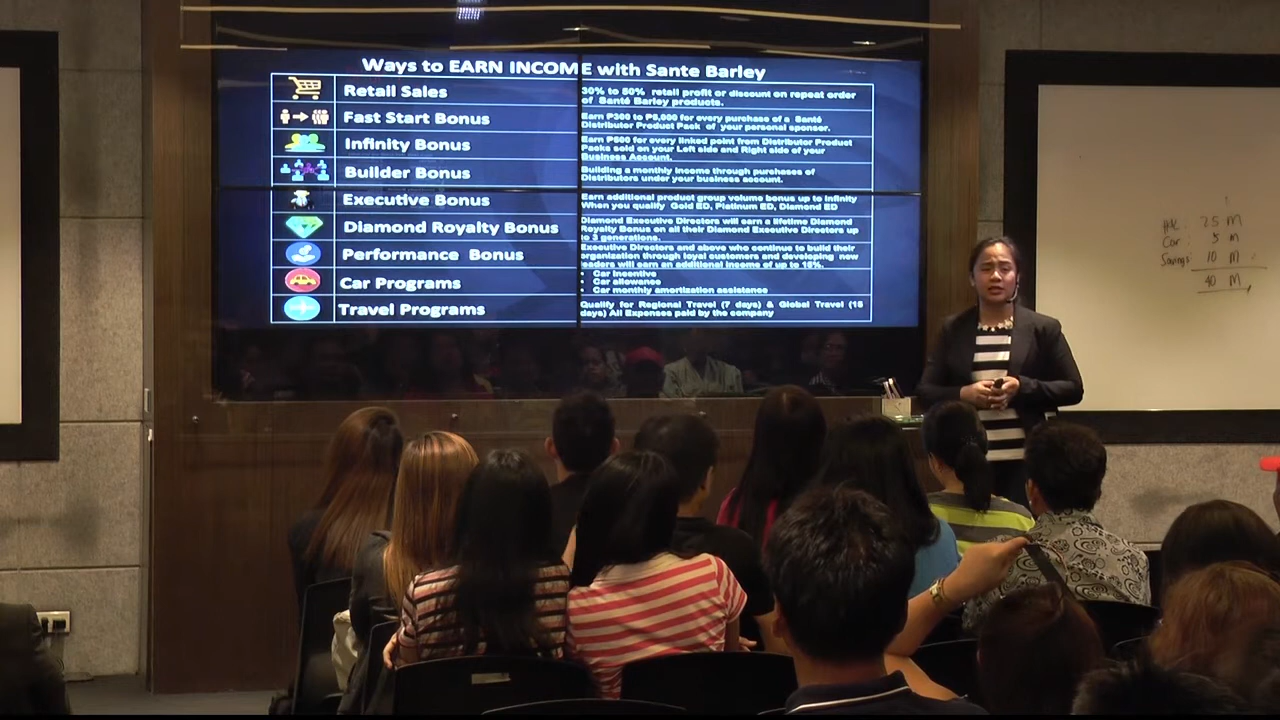 Ways to EARN INCOME with Sante Barley
Retail Sales
30% to 50% retail profit or discount on repeat order
of Santé Barley products.
Fast Start Bonus
Earn P300 to P6,000 for every purchase of a Santé
Distributor Product Pack of your personal sponsor.
Infinity Bonus
Earn P600 for every linked point from Distributor Product
Packs sold on your Left side and Right side of your
Business Account.
Builder Bonus
Building a monthly income through purchases of
Distributors under your business account.
Executive Bonus
Earn additional product group volume bonus up to infinity
When you qualify Gold ED, Platinum ED, Diamond ED
Diamond Royalty Bonus
Diamond Executive Directors will earn a lifetime Diamond
Royalty Bonus on all their Diamond Executive Directors up
to 3 generations.
Performance Bonus
Executive Directors and above who continue to build their
organization through loyal customers and developing new
leaders will earn an additional income of up to 15%.
Car Programs
• Car Incentive
• Car allowance
• Car monthly amortization assistance
Travel Programs
Qualify for Regional Travel (7 days) & Global Travel (15
days) All Expenses paid by the company
25 M
Car: 5 M
Savings: 10 M
40 M